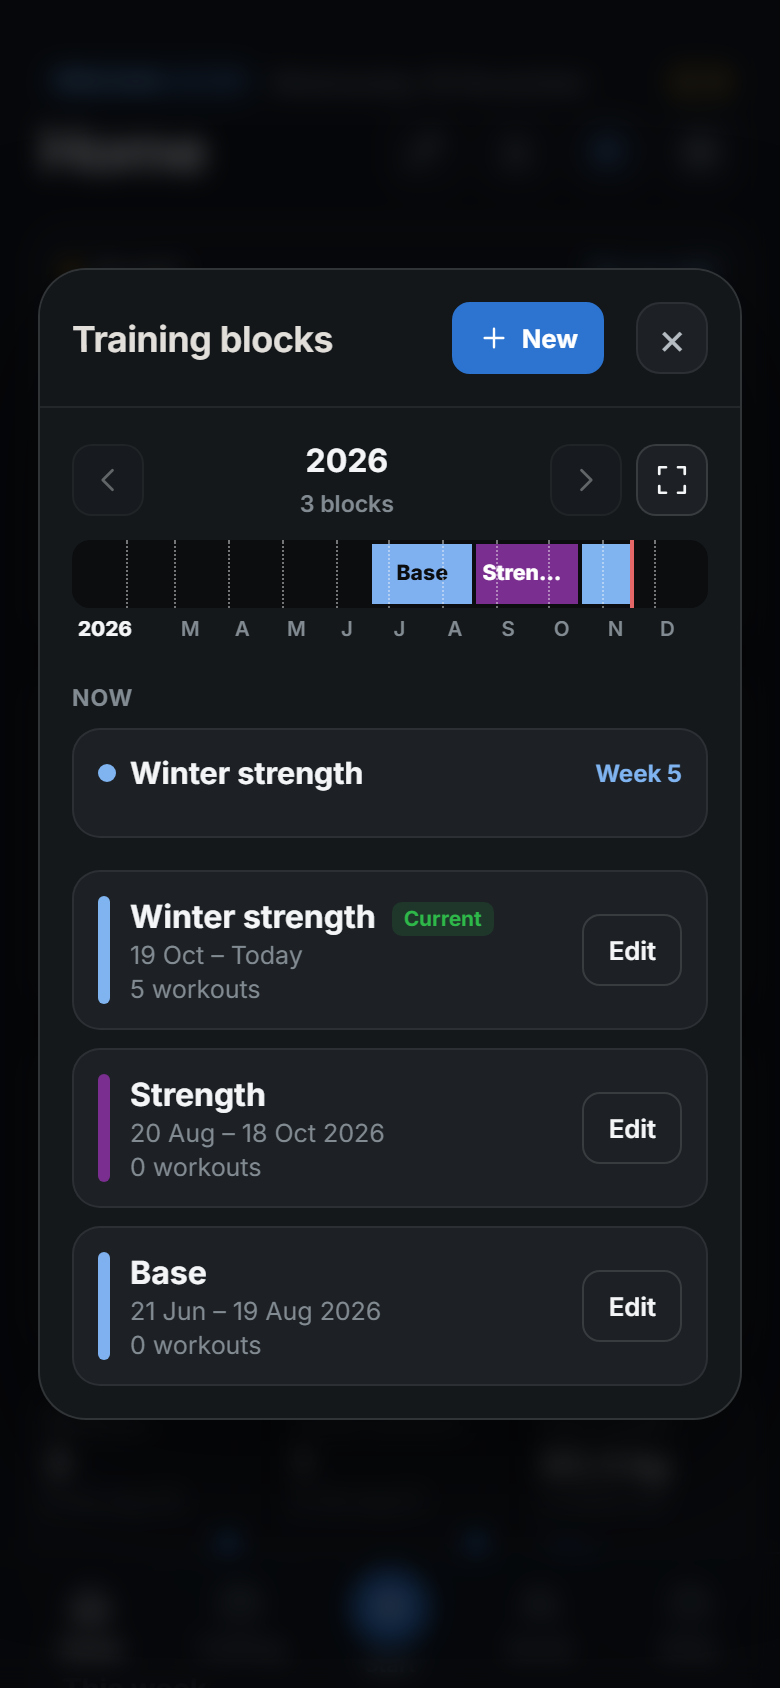 Training blocks
New
2026
3 blocks
Base
Stren...
2026 M A M J J A S O N D
NOW
Winter strength
Week 5
Winter strength
Current
19 Oct – Today
5 workouts
Edit
Strength
20 Aug – 18 Oct 2026
0 workouts
Edit
Base
21 Jun – 19 Aug 2026
0 workouts
Edit